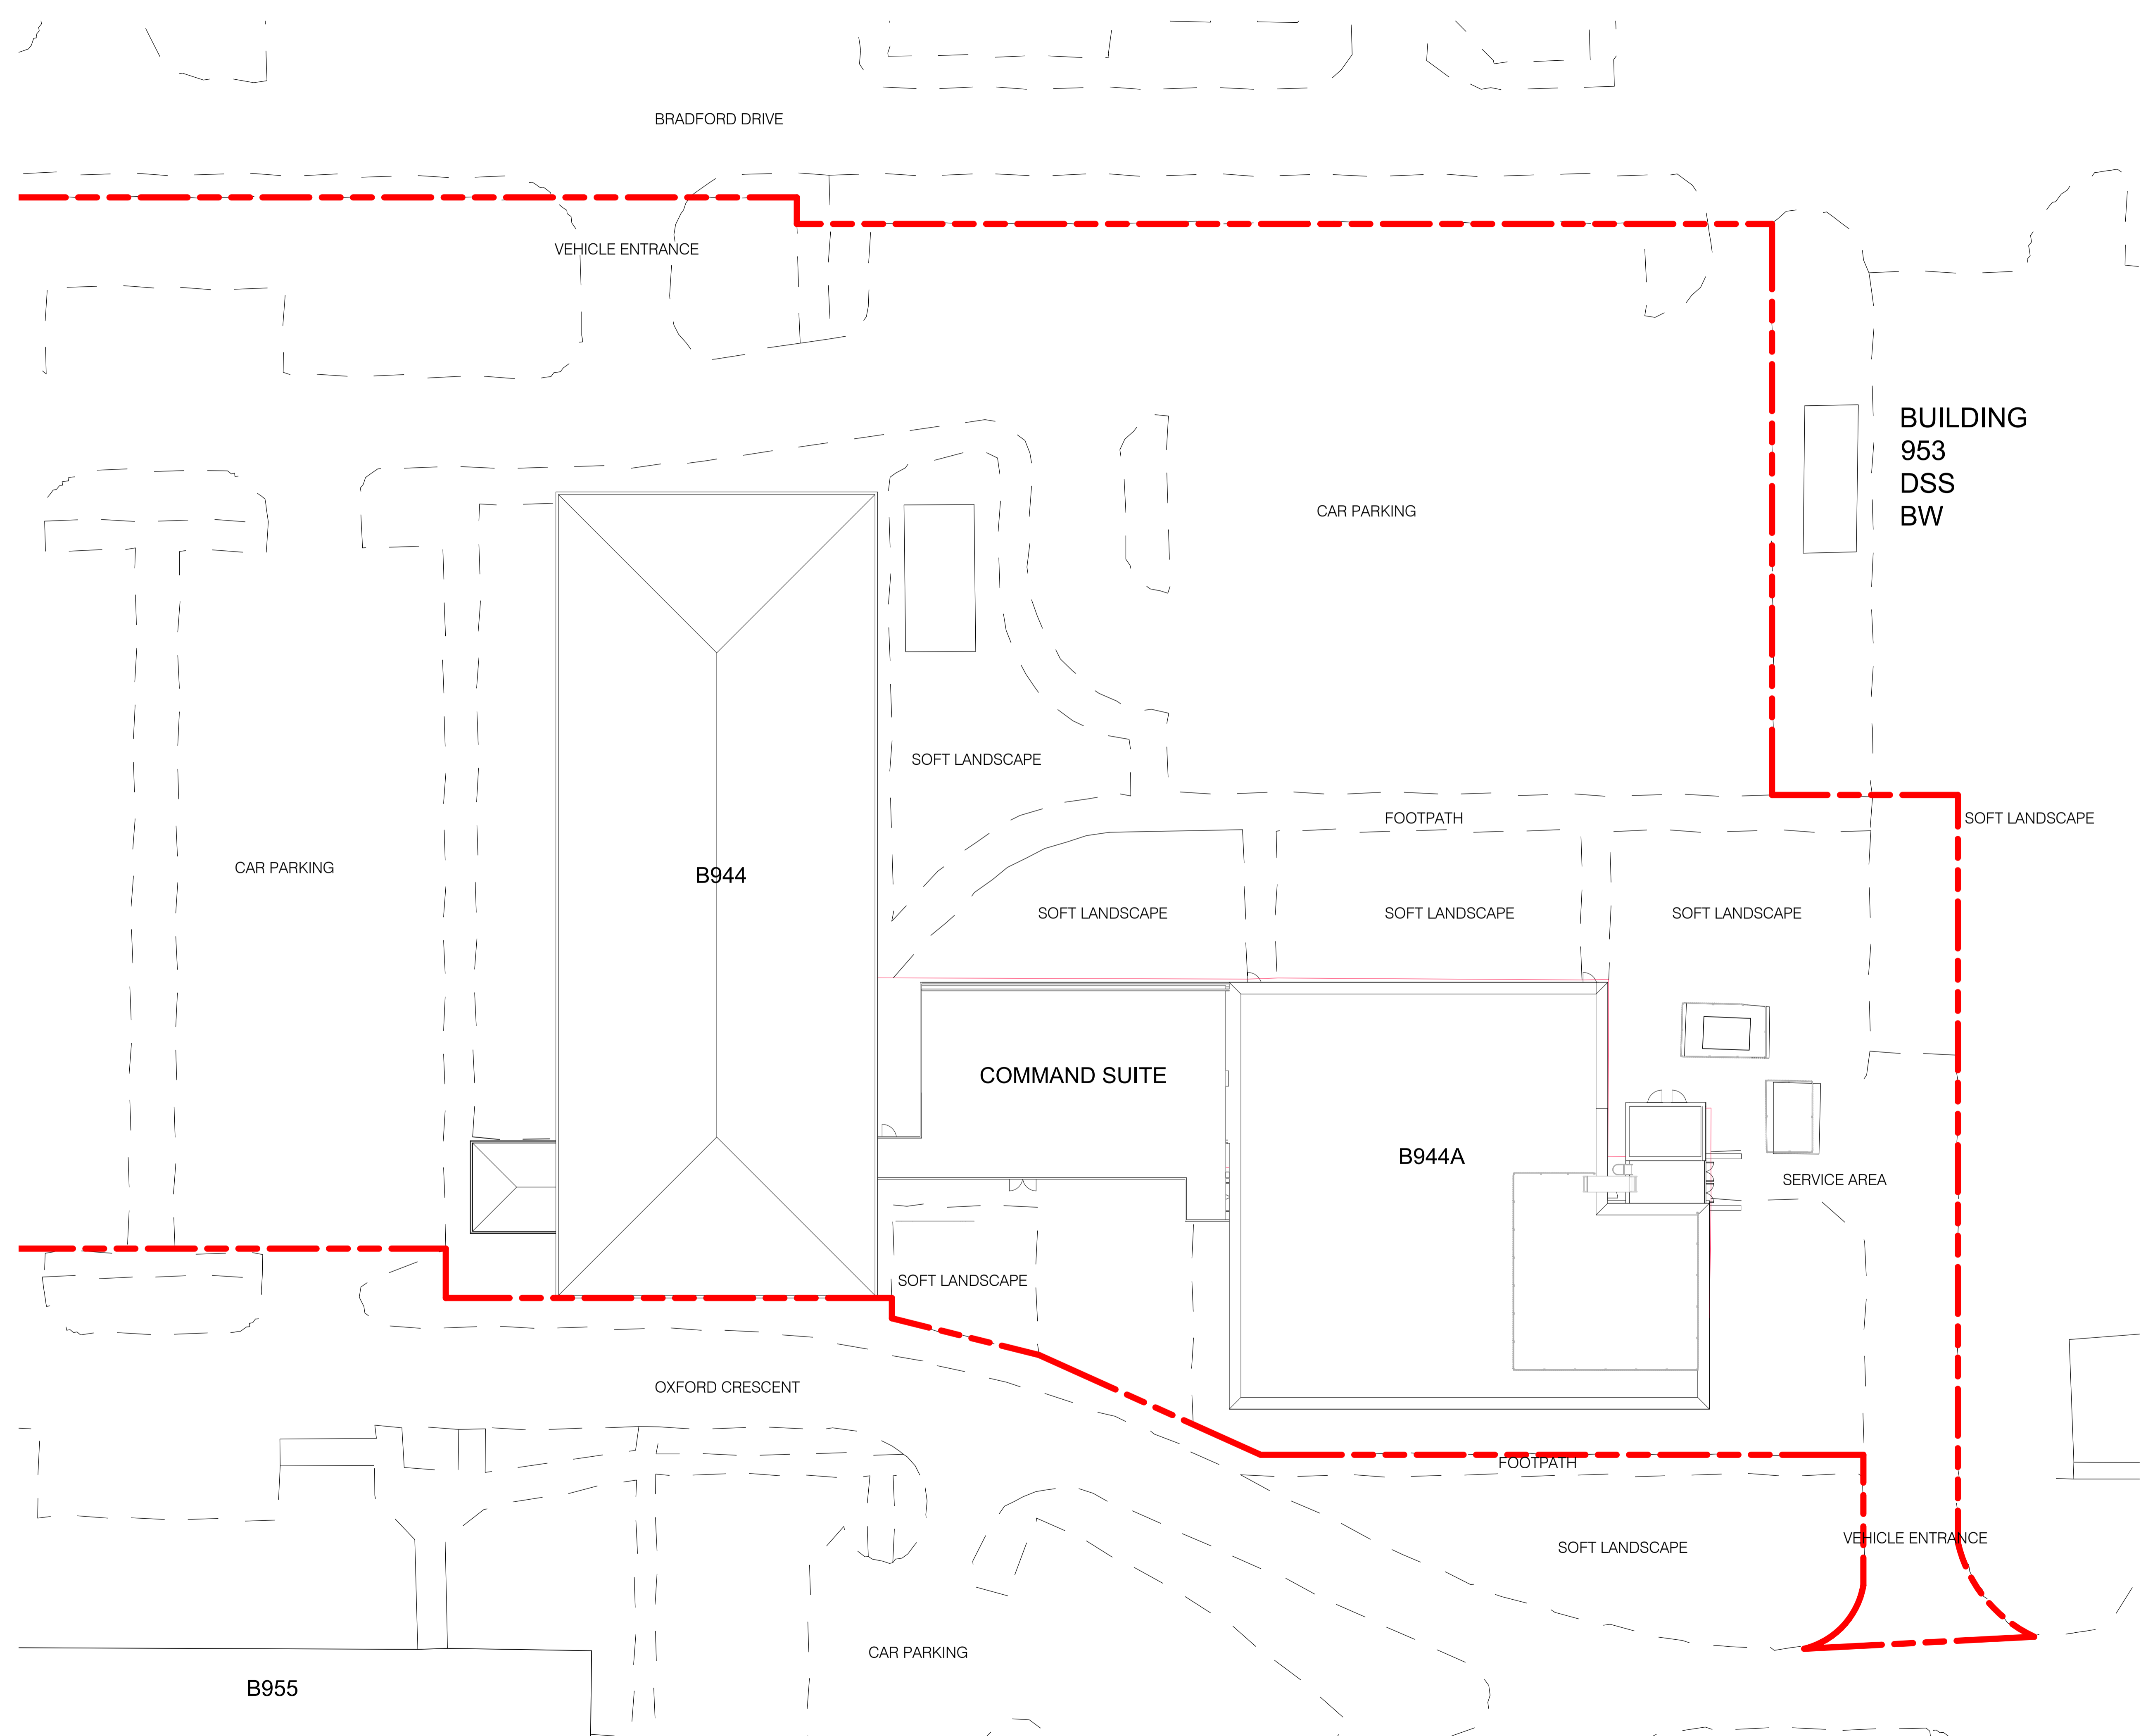 BRADFORD DRIVE
VEHICLE ENTRANCE
BUILDING
953
DSS
BW
CAR PARKING
SOFT LANDSCAPE
FOOTPATH
SOFT LANDSCAPE
CAR PARKING
B944
SOFT LANDSCAPE
SOFT LANDSCAPE
SOFT LANDSCAPE
COMMAND SUITE
B944A
SERVICE AREA
SOFT LANDSCAPE
OXFORD CRESCENT
FOOTPATH
VEHICLE ENTRANCE
SOFT LANDSCAPE
CAR PARKING
B955